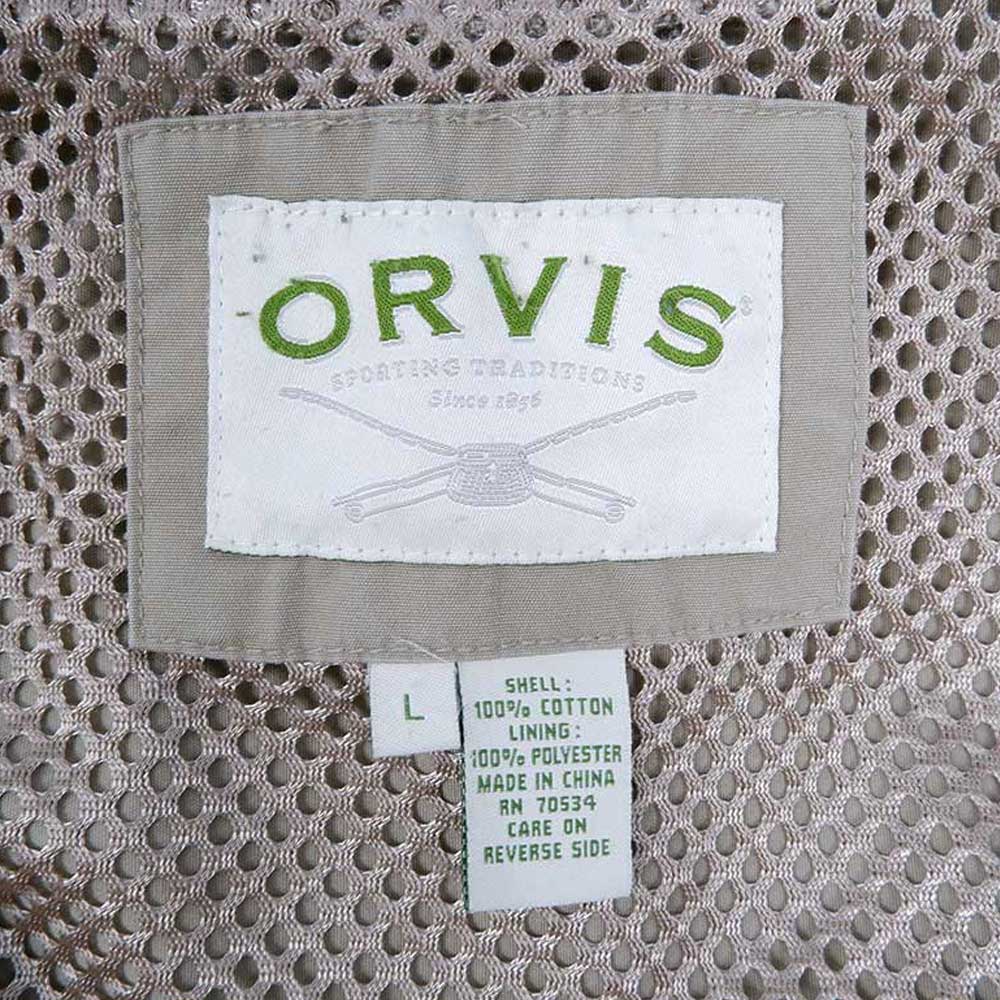 ORVIS®
SPORTING TRADITIONS
Since 1856
L
SHELL:
100% COTTON
LINING:
100% POLYESTER
MADE IN CHINA
RN 70534
CARE ON
REVERSE SIDE